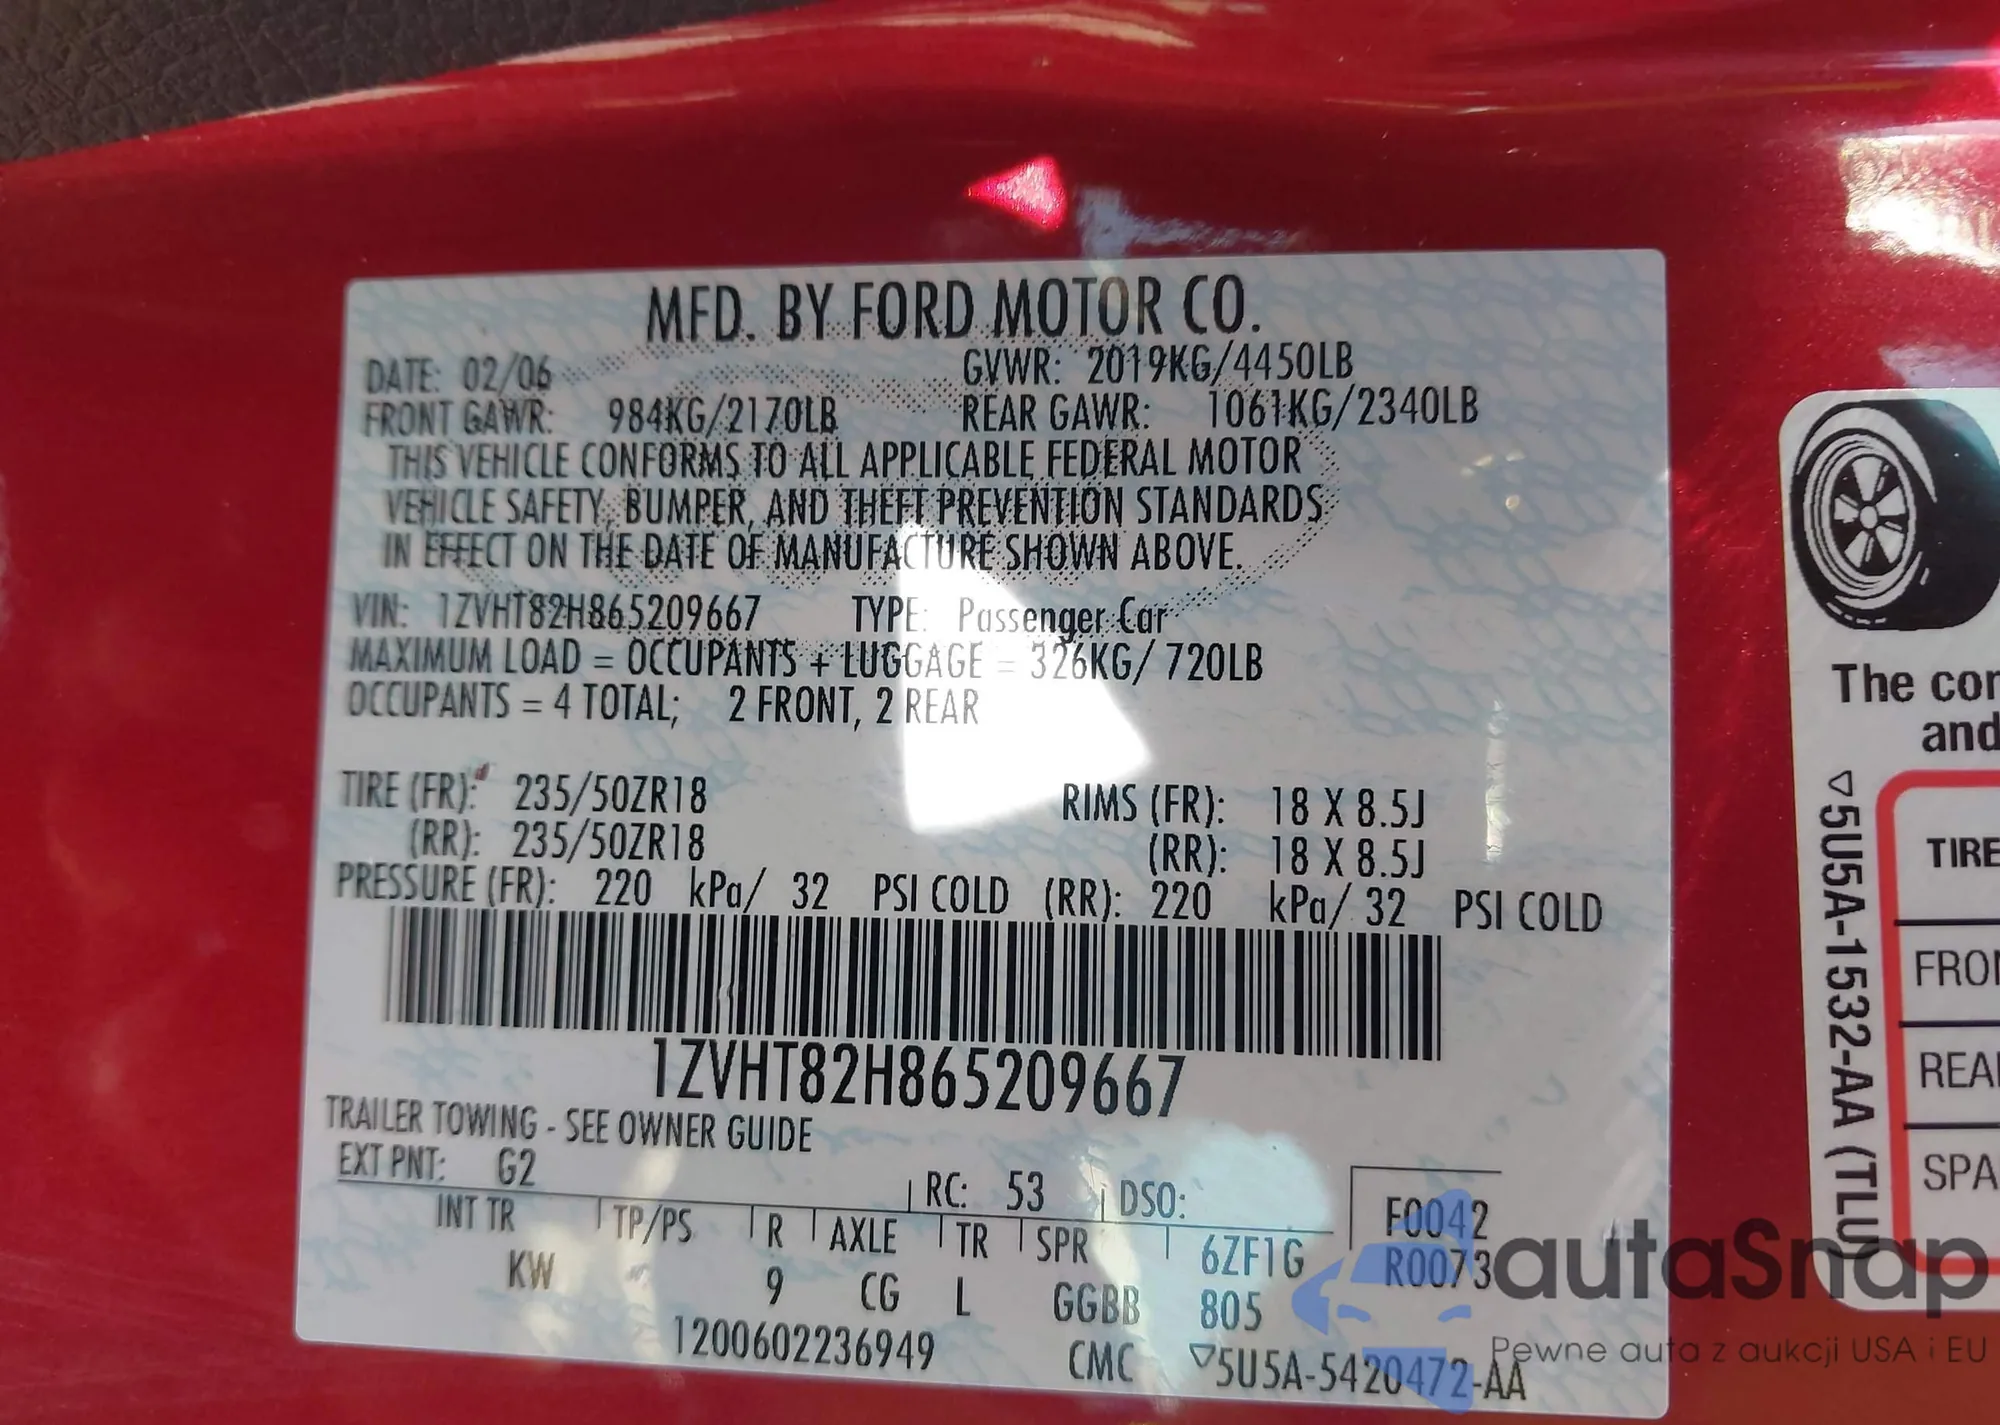 MFD. BY FORD MOTOR CO.
DATE: 02/06 GVWR: 2019KG/4450LB
FRONT GAWR: 984KG/2170LB REAR GAWR: 1061KG/2340LB
THIS VEHICLE CONFORMS TO ALL APPLICABLE FEDERAL MOTOR
VEHICLE SAFETY, BUMPER, AND THEFT PREVENTION STANDARDS
IN EFFECT ON THE DATE OF MANUFACTURE SHOWN ABOVE.
VIN: 1ZVHT82H865209667 TYPE: Passenger Car
MAXIMUM LOAD = OCCUPANTS + LUGGAGE = 326KG/ 720LB
OCCUPANTS = 4 TOTAL; 2 FRONT, 2 REAR
TIRE (FR): 235/50ZR18 RIMS (FR): 18 X 8.5J
(RR): 235/50ZR18 (RR): 18 X 8.5J
PRESSURE (FR): 220 kPa/ 32 PSI COLD (RR): 220 kPa/ 32 PSI COLD
1ZVHT82H865209667
TRAILER TOWING - SEE OWNER GUIDE
EXT PNT: G2 RC: 53 DSO: F0042
INT TR TP/PS R AXLE TR SPR 6ZF1G R0073
KW 9 CG L GGBB 805
1200602236949 CMC ▽5U5A-5420472-AA
The con
and
▽5U5A-1532-AA (TLU)
TIRE
FRON
REA
SPA
autaSnap
Pewne auta z aukcji USA i EU